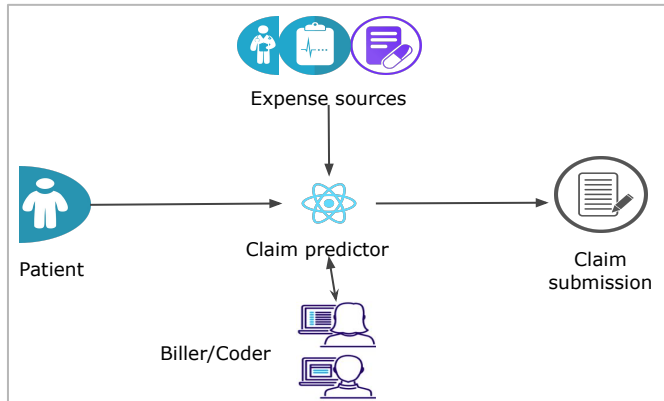 Expense sources
Patient
Claim predictor
Claim
submission
Biller/Coder